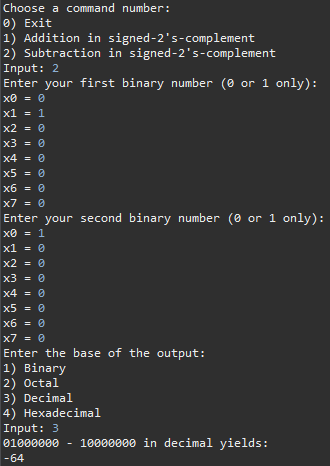 Choose a command number:
0) Exit
1) Addition in signed-2's-complement
2) Subtraction in signed-2's-complement
Input: 2
Enter your first binary number (0 or 1 only):
x0 = 0
x1 = 1
x2 = 0
x3 = 0
x4 = 0
x5 = 0
x6 = 0
x7 = 0
Enter your second binary number (0 or 1 only):
x0 = 1
x1 = 0
x2 = 0
x3 = 0
x4 = 0
x5 = 0
x6 = 0
x7 = 0
Enter the base of the output:
1) Binary
2) Octal
3) Decimal
4) Hexadecimal
Input: 3
01000000 - 10000000 in decimal yields:
-64